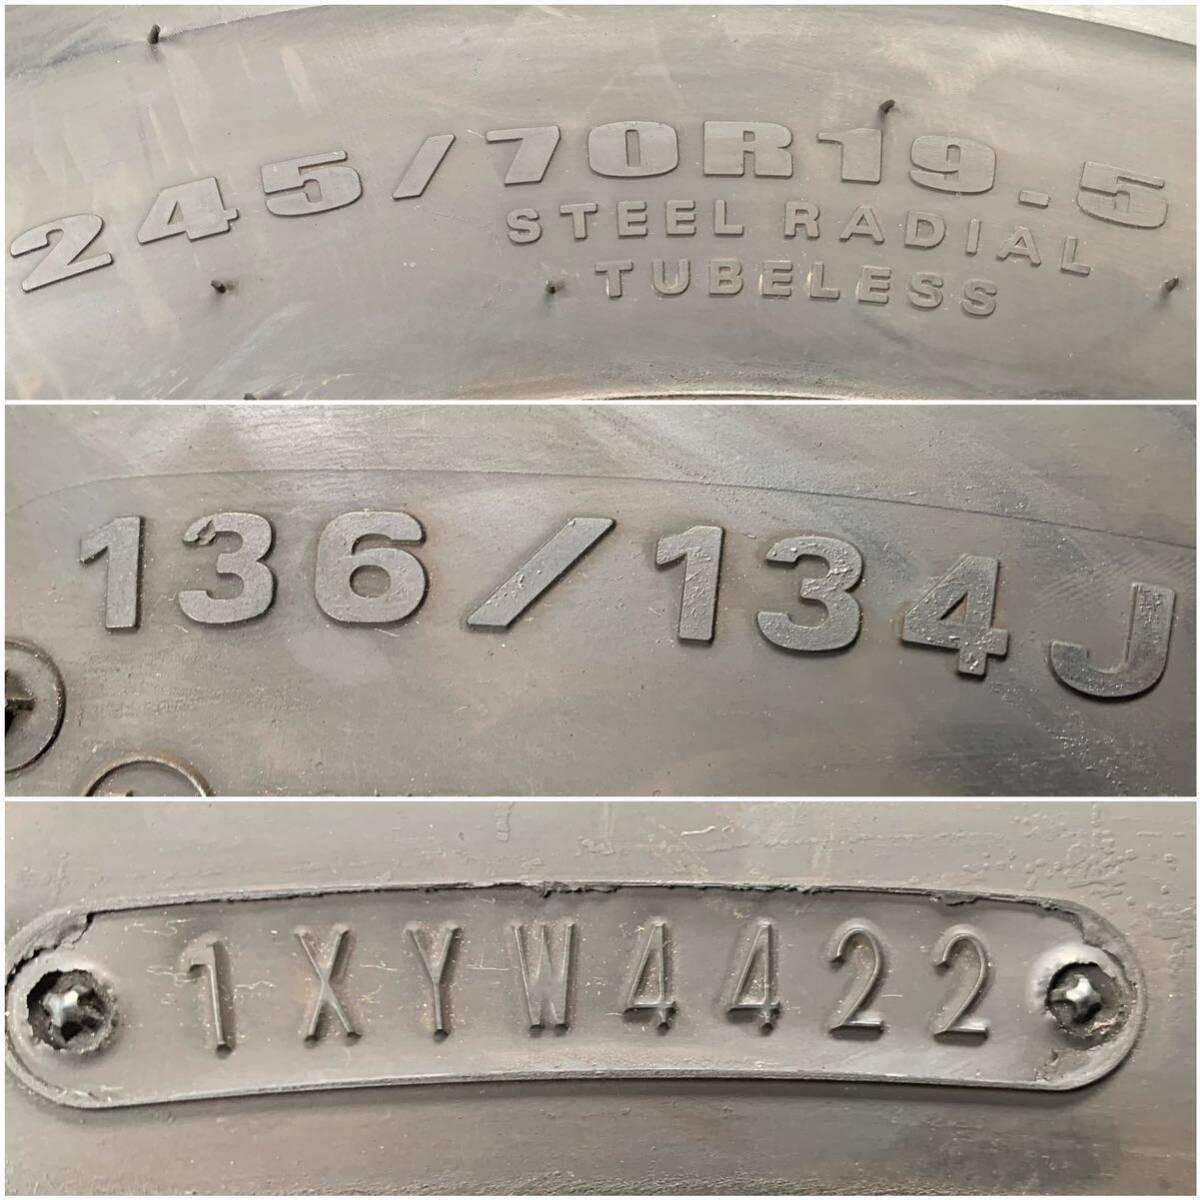 245/70R19.5
STEEL RADIAL
TUBELESS
136/134J
1XYW4422